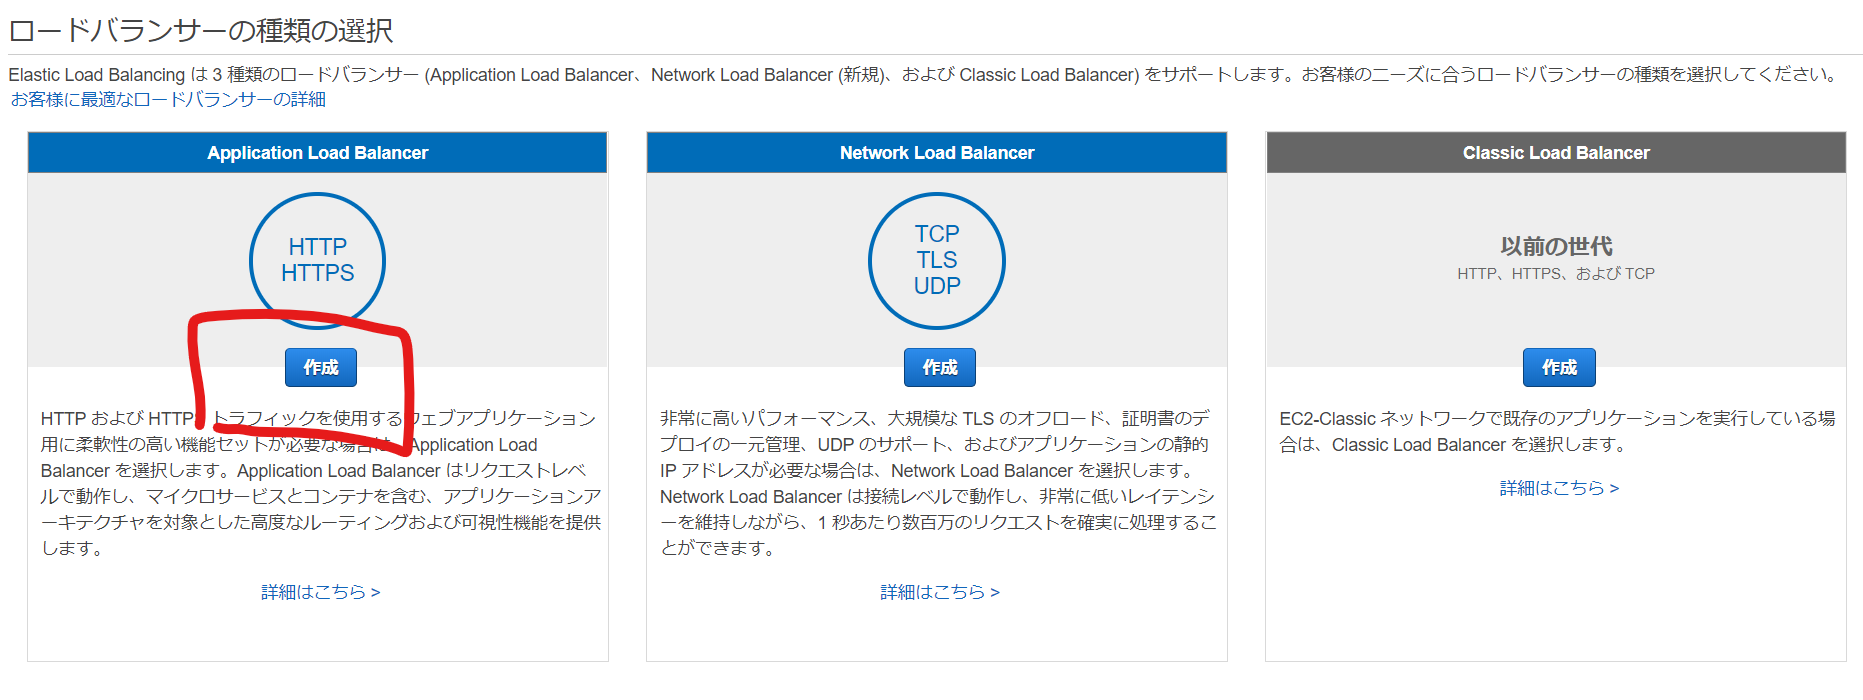 ロードバランサーの種類の選択
Elastic Load Balancing は 3 種類のロードバランサー (Application Load Balancer、Network Load Balancer (新規)、および Classic Load Balancer) をサポートします。お客様のニーズに合うロードバランサーの種類を選択してください。
お客様に最適なロードバランサーの詳細
Application Load Balancer
HTTP
HTTPS
作成
HTTP および HTTPS トラフィックを使用するウェブアプリケーション
用に柔軟性の高い機能セットが必要な場合は、Application Load
Balancer を選択します。Application Load Balancer はリクエストレベ
ルで動作し、マイクロサービスとコンテナを含む、アプリケーションア
ーキテクチャを対象とした高度なルーティングおよび可視性機能を提供
します。
詳細はこちら >
Network Load Balancer
TCP
TLS
UDP
作成
非常に高いパフォーマンス、大規模な TLS のオフロード、証明書のデ
プロイの一元管理、UDP のサポート、およびアプリケーションの静的
IP アドレスが必要な場合は、Network Load Balancer を選択します。
Network Load Balancer は接続レベルで動作し、非常に低いレイテンシ
ーを維持しながら、1 秒あたり数百万のリクエストを確実に処理するこ
とができます。
詳細はこちら >
Classic Load Balancer
以前の世代
HTTP、HTTPS、および TCP
作成
EC2-Classic ネットワークで既存のアプリケーションを実行している場
合は、Classic Load Balancer を選択します。
詳細はこちら >